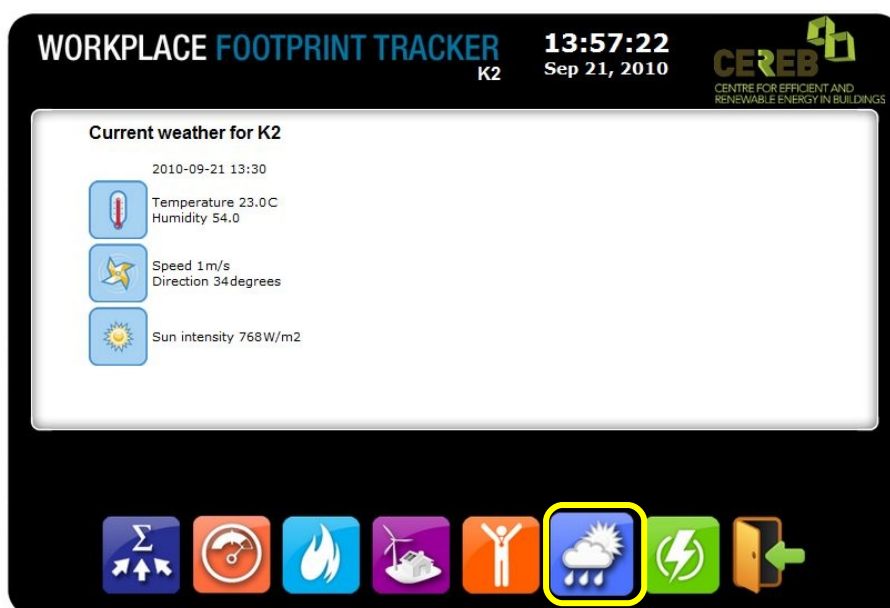 WORKPLACE FOOTPRINT TRACKER
K2
13:57:22
Sep 21, 2010
CEREB
CENTRE FOR EFFICIENT AND
RENEWABLE ENERGY IN BUILDINGS
Current weather for K2
2010-09-21 13:30
Temperature 23.0C
Humidity 54.0
Speed 1m/s
Direction 34degrees
Sun intensity 768W/m2
Σ